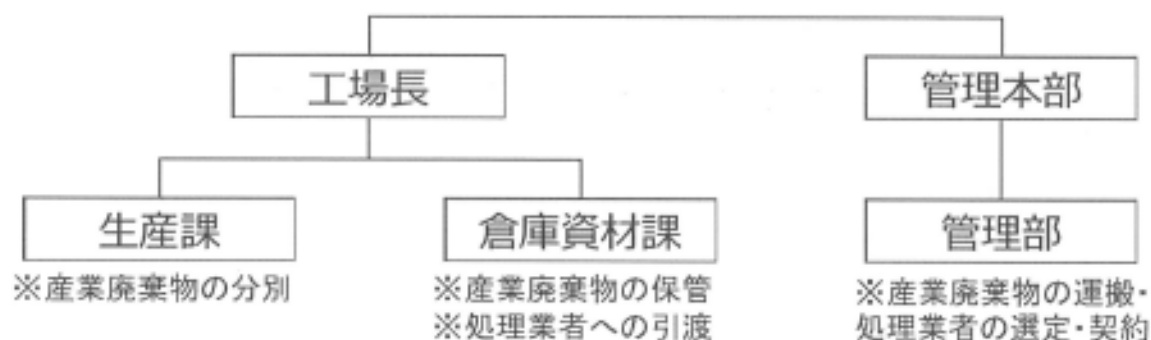 工場長
管理本部
生産課
※産業廃棄物の分別
倉庫資材課
※産業廃棄物の保管
※処理業者への引渡
管理部
※産業廃棄物の運搬・
処理業者の選定・契約